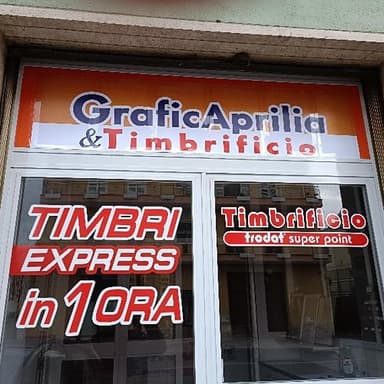 GraficAprilia
& Timbrificio
TIMBRI
EXPRESS
in 1 ORA
Timbrificio
trodat super point